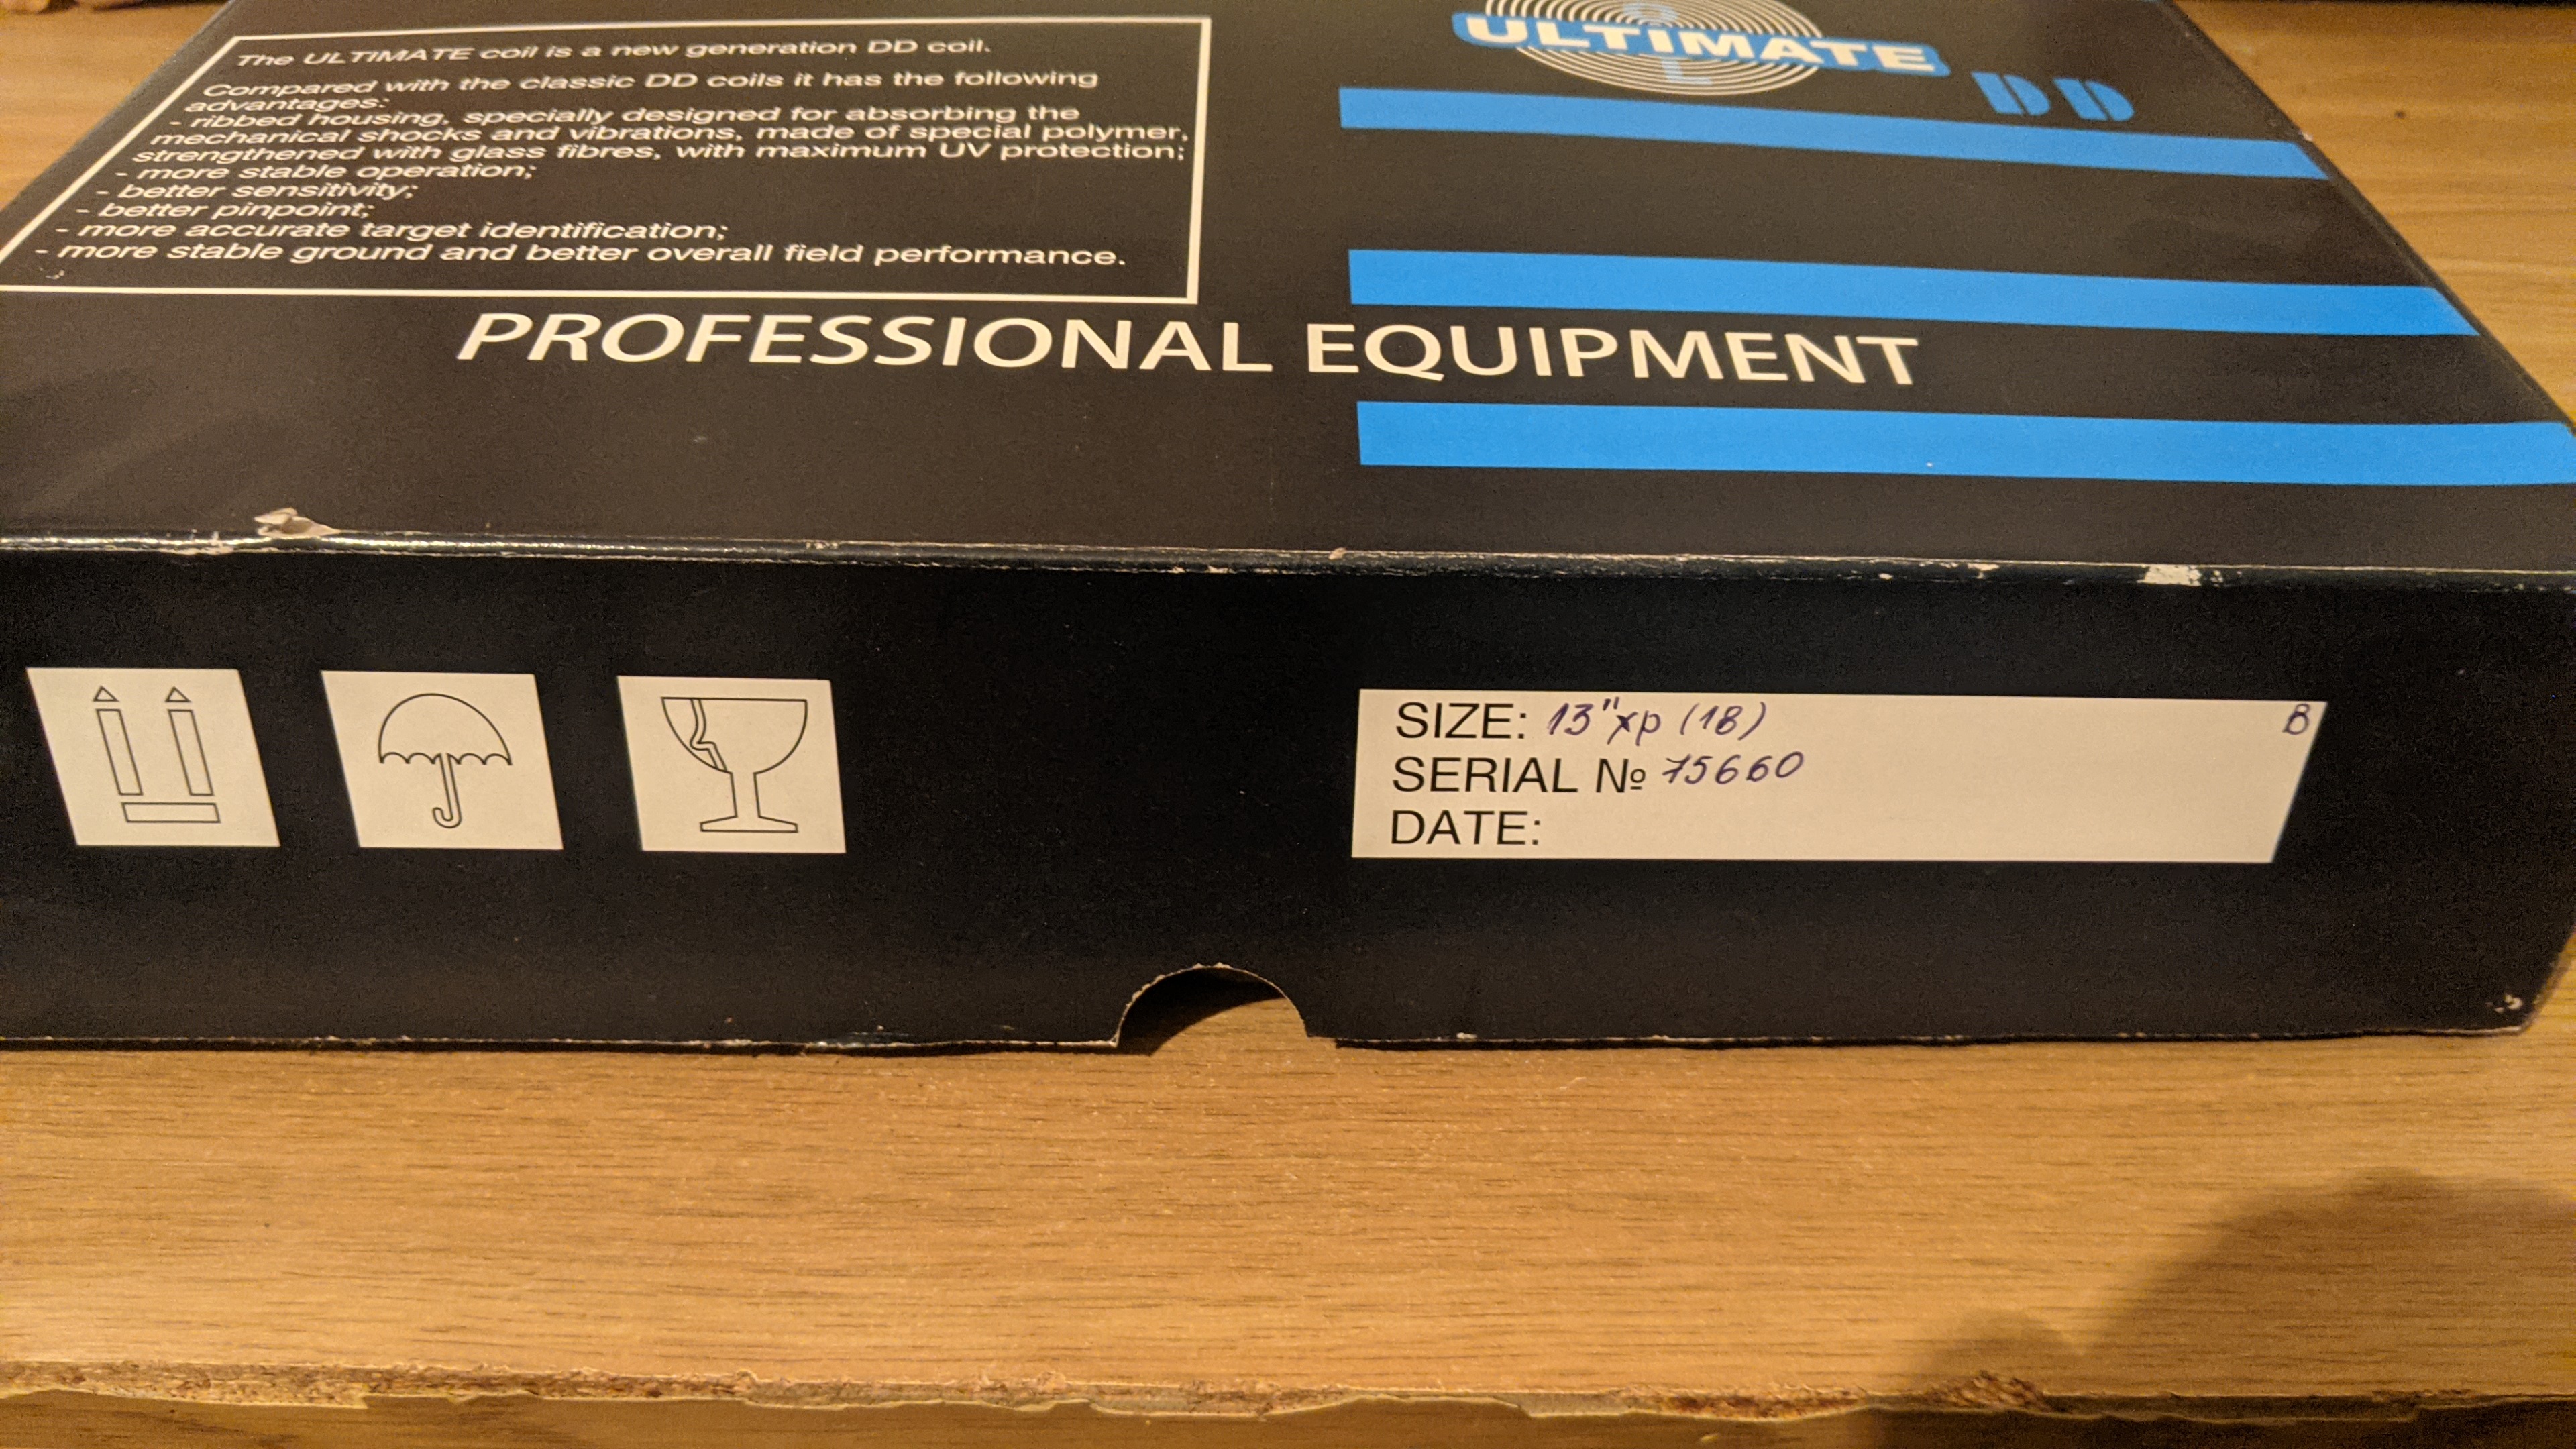 The ULTIMATE coil is a new generation DD coil.
Compared with the classic DD coils it has the following
advantages:
- ribbed housing, specially designed for absorbing the
mechanical shocks and vibrations, made of special polymer,
strengthened with glass fibres, with maximum UV protection;
- more stable operation;
- better sensitivity;
- better pinpoint;
- more accurate target identification;
- more stable ground and better overall field performance.
ULTIMATE
DD
PROFESSIONAL EQUIPMENT
SIZE: 13"xp (18) B
SERIAL № 75660
DATE: